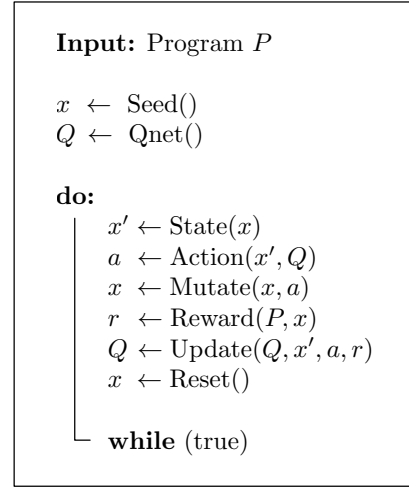 Input: Program P
x ← Seed()
Q ← Qnet()
do:
x′ ← State(x)
a ← Action(x′, Q)
x ← Mutate(x, a)
r ← Reward(P, x)
Q ← Update(Q, x′, a, r)
x ← Reset()
while (true)